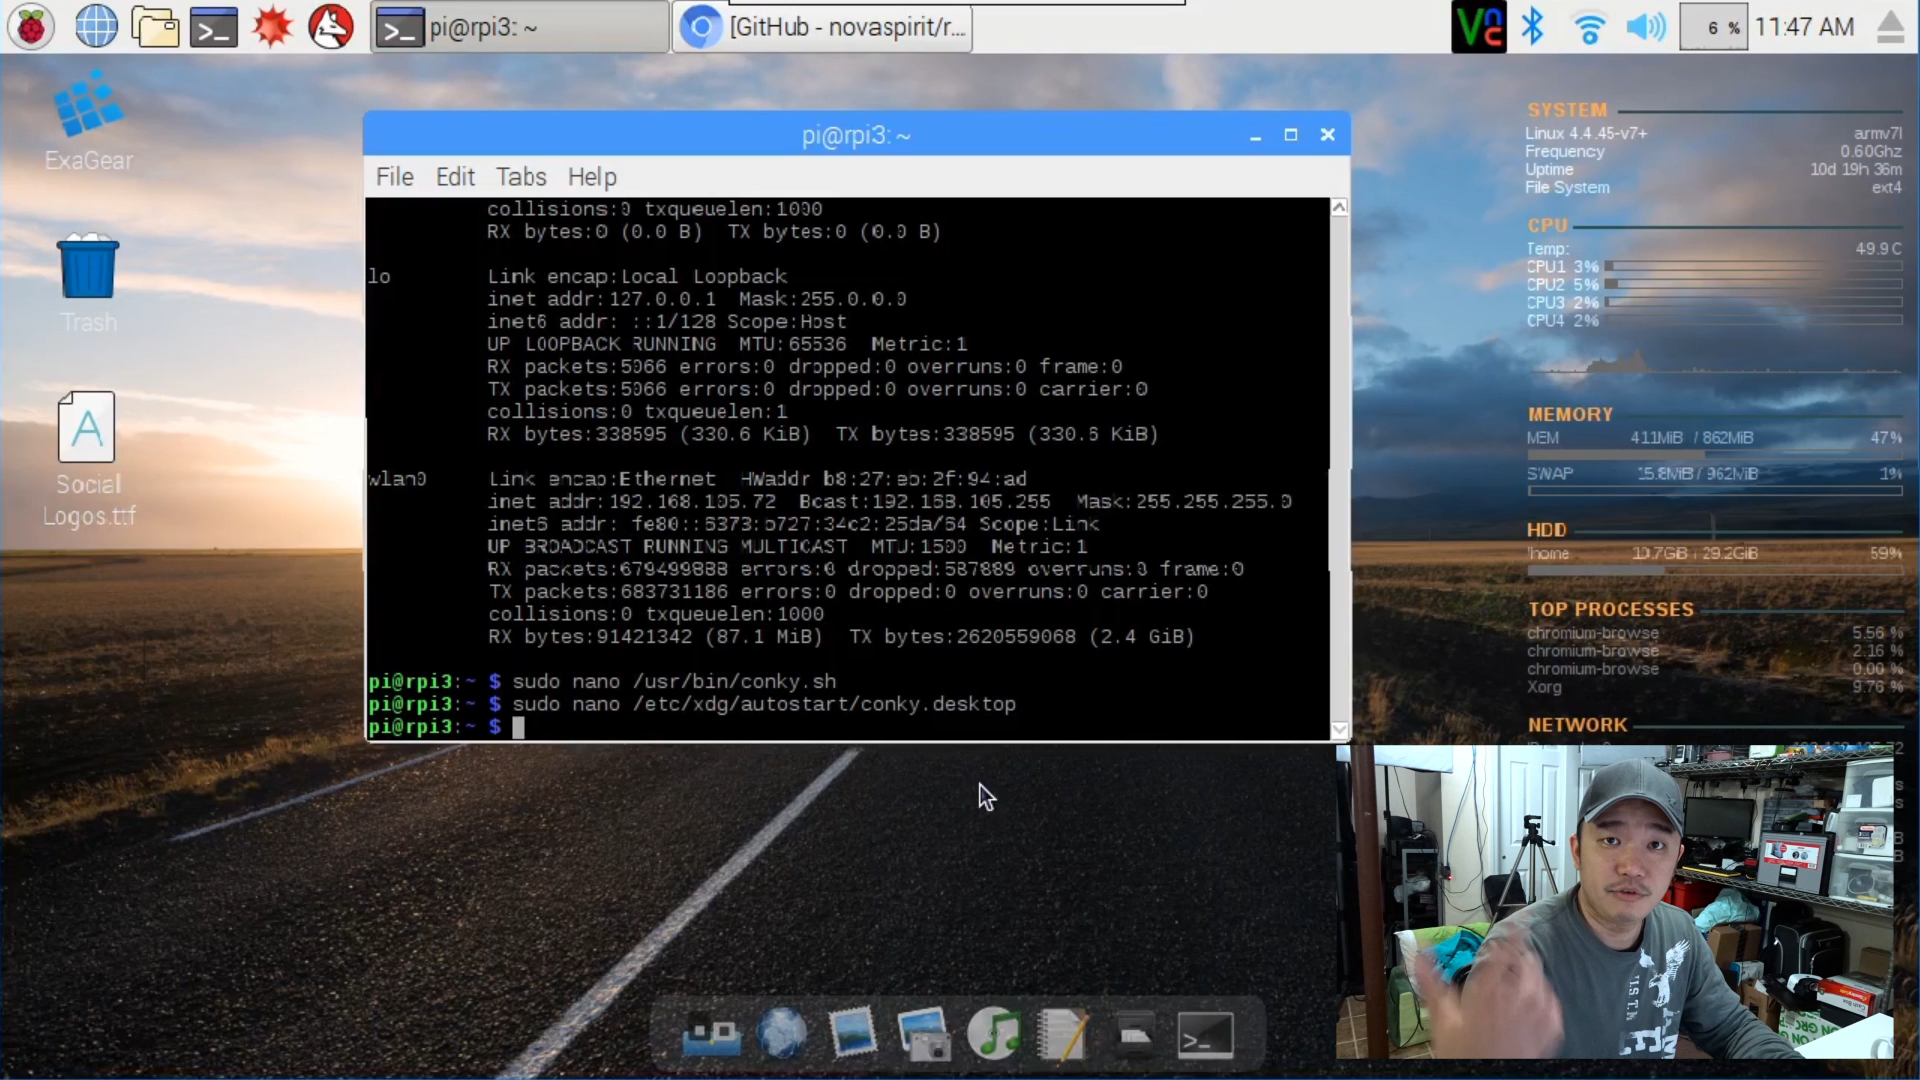 pi@rpi3: ~
[GitHub - novaspirit/r...
VNC
6 %
11:47 AM
ExaGear
Trash
Social
Logos.ttf
pi@rpi3: ~
File Edit Tabs Help
collisions:0 txqueuelen:1000
RX bytes:0 (0.0 B) TX bytes:0 (0.0 B)
lo Link encap:Local Loopback
inet addr:127.0.0.1 Mask:255.0.0.0
inet6 addr: ::1/128 Scope:Host
UP LOOPBACK RUNNING MTU:65536 Metric:1
RX packets:5066 errors:0 dropped:0 overruns:0 frame:0
TX packets:5066 errors:0 dropped:0 overruns:0 carrier:0
collisions:0 txqueuelen:1
RX bytes:338595 (330.6 KiB) TX bytes:338595 (330.6 KiB)
wlan0 Link encap:Ethernet HWaddr b8:27:eb:2f:94:ad
inet addr:192.168.105.72 Bcast:192.168.105.255 Mask:255.255.255.0
inet6 addr: fe80::6373:b727:34c2:25da/64 Scope:Link
UP BROADCAST RUNNING MULTICAST MTU:1500 Metric:1
RX packets:679499888 errors:0 dropped:587889 overruns:0 frame:0
TX packets:683731186 errors:0 dropped:0 overruns:0 carrier:0
collisions:0 txqueuelen:1000
RX bytes:91421342 (87.1 MiB) TX bytes:2620559068 (2.4 GiB)
pi@rpi3:~ $ sudo nano /usr/bin/conky.sh
pi@rpi3:~ $ sudo nano /etc/xdg/autostart/conky.desktop
pi@rpi3:~ $
SYSTEM
Linux 4.4.45-v7+ armv7l
Frequency 0.60Ghz
Uptime 10d 19h 36m
File System ext4
CPU
Temp: 49.9 C
CPU1 3%
CPU2 5%
CPU3 2%
CPU4 2%
MEMORY
MEM 411MiB / 862MiB 47%
SWAP 15.8MiB / 962MiB 1%
HDD
/home 59%
TOP PROCESSES
chromium-browse 5.56 %
chromium-browse 2.16 %
chromium-browse 0.00 %
Xorg 9.76 %
NETWORK